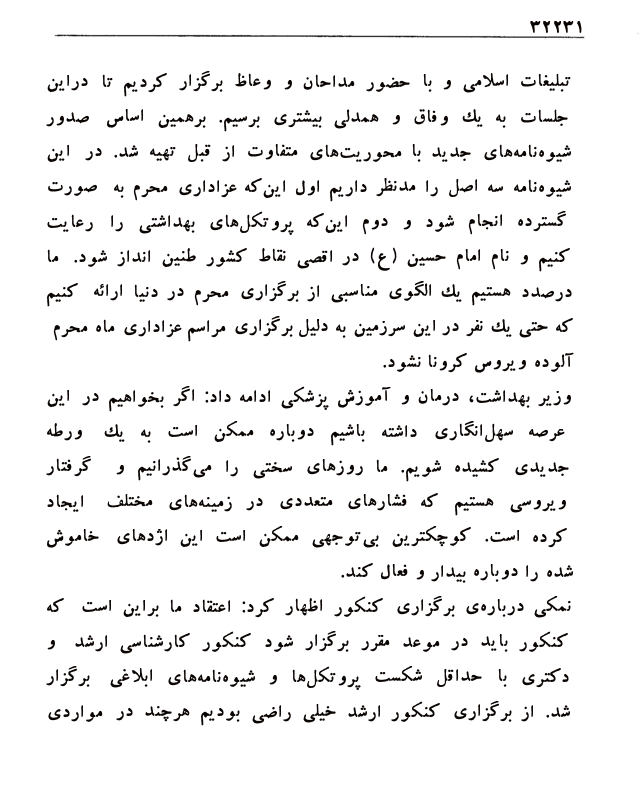 ۳۲۲۳۱
تبلیغات اسلامی و با حضور مداحان و وعاظ برگزار کردیم تا دراین
جلسات به یك وفاق و همدلی بیشتری برسیم. برهمین اساس صدور
شیوه‌نامه‌های جدید با محوریت‌های متفاوت از قبل تهیه شد. در این
شیوه‌نامه سه اصل را مدنظر داریم اول این‌که عزاداری محرم به صورت
گسترده انجام شود و دوم این‌که پروتکل‌های بهداشتی را رعایت
کنیم و نام امام حسین (ع) در اقصی نقاط کشور طنین انداز شود. ما
درصدد هستیم یك الگوی مناسبی از برگزاری محرم در دنیا ارائه کنیم
که حتی یك نفر در این سرزمین به دلیل برگزاری مراسم عزاداری ماه محرم
آلوده ویروس کرونا نشود.
وزیر بهداشت، درمان و آموزش پزشکی ادامه داد: اگر بخواهیم در این
عرصه سهل‌انگاری داشته باشیم دوباره ممکن است به یك ورطه
جدیدی کشیده شویم. ما روزهای سختی را می‌گذرانیم و گرفتار
ویروسی هستیم که فشارهای متعددی در زمینه‌های مختلف ایجاد
کرده است. کوچکترین بی‌توجهی ممکن است این اژدهای خاموش
شده را دوباره بیدار و فعال کند.
نمکی درباره‌ی برگزاری کنکور اظهار کرد: اعتقاد ما براین است که
کنکور باید در موعد مقرر برگزار شود کنکور کارشناسی ارشد و
دکتری با حداقل شکست پروتکل‌ها و شیوه‌نامه‌های ابلاغی برگزار
شد. از برگزاری کنکور ارشد خیلی راضی بودیم هرچند در مواردی